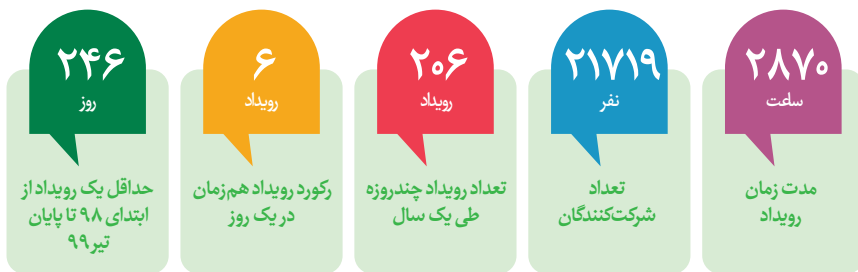 ۲۸۷۰
ساعت
مدت زمان
رویداد
۲۱۷۱۹
نفر
تعداد
شرکت‌کنندگان
۲۰۶
رویداد
تعداد رویداد چندروزه
طی یک سال
۶
رویداد
رکورد رویداد هم‌زمان
در یک روز
۲۴۶
روز
حداقل یک رویداد از
ابتدای ۹۸ تا پایان
تیر۹۹